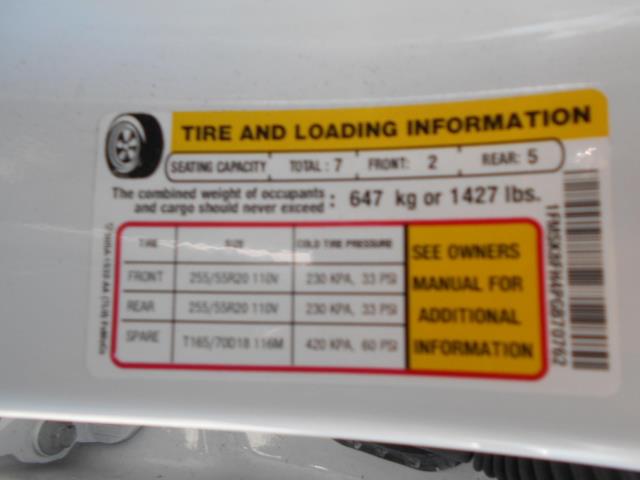 TIRE AND LOADING INFORMATION
SEATING CAPACITY TOTAL: 7 FRONT: 2 REAR: 5
The combined weight of occupants
and cargo should never exceed : 647 kg or 1427 lbs.
TIRE SIZE COLD TIRE PRESSURE
FRONT 255/55R20 110V 230 KPA, 33 PSI
REAR 255/55R20 110V 230 KPA, 33 PSI
SPARE T165/70D18 116M 420 KPA, 60 PSI
SEE OWNERS
MANUAL FOR
ADDITIONAL
INFORMATION